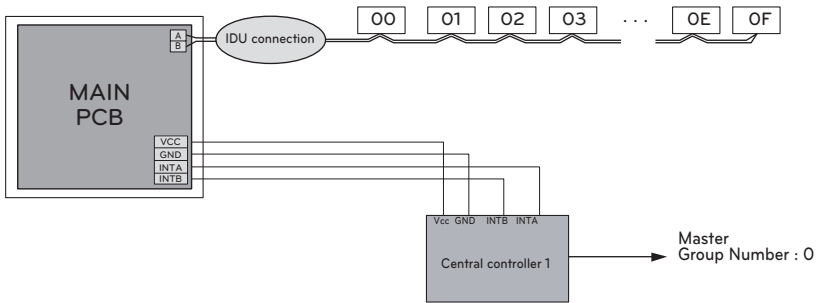 A
B
IDU connection
00 01 02 03 ... 0E 0F
MAIN
PCB
VCC
GND
INTA
INTB
Vcc GND INTB INTA
Central controller 1
Master
Group Number : 0